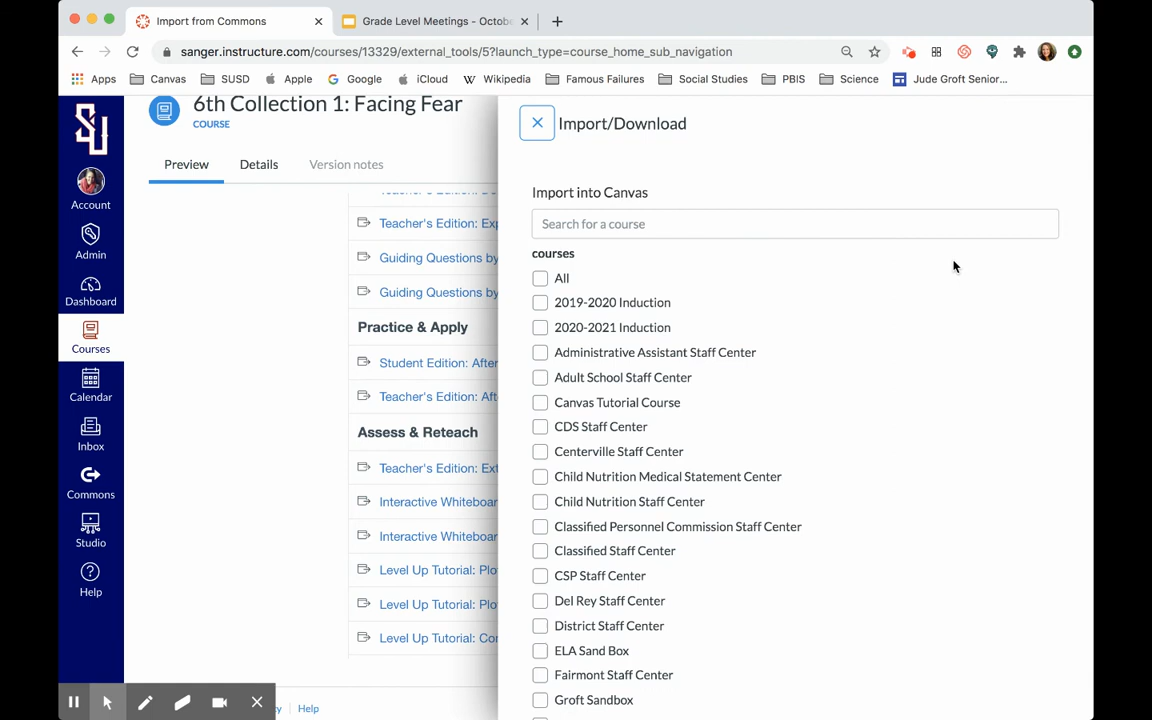 Import from Commons
Grade Level Meetings - Octobe
sanger.instructure.com/courses/13329/external_tools/5?launch_type=course_home_sub_navigation
Apps
Canvas
SUSD
Apple
Google
iCloud
W Wikipedia
Famous Failures
Social Studies
PBIS
Science
Jude Groft Senior...
SU
Account
Admin
Dashboard
Courses
Calendar
Inbox
Commons
Studio
Help
6th Collection 1: Facing Fear
COURSE
Preview
Details
Version notes
Teacher's Edition: Exp
Guiding Questions by
Guiding Questions by
Practice & Apply
Student Edition: After
Teacher's Edition: Aft
Assess & Reteach
Teacher's Edition: Ext
Interactive Whiteboar
Interactive Whiteboar
Level Up Tutorial: Plo
Level Up Tutorial: Plo
Level Up Tutorial: Cor
cy
Help
Import/Download
Import into Canvas
Search for a course
courses
All
2019-2020 Induction
2020-2021 Induction
Administrative Assistant Staff Center
Adult School Staff Center
Canvas Tutorial Course
CDS Staff Center
Centerville Staff Center
Child Nutrition Medical Statement Center
Child Nutrition Staff Center
Classified Personnel Commission Staff Center
Classified Staff Center
CSP Staff Center
Del Rey Staff Center
District Staff Center
ELA Sand Box
Fairmont Staff Center
Groft Sandbox